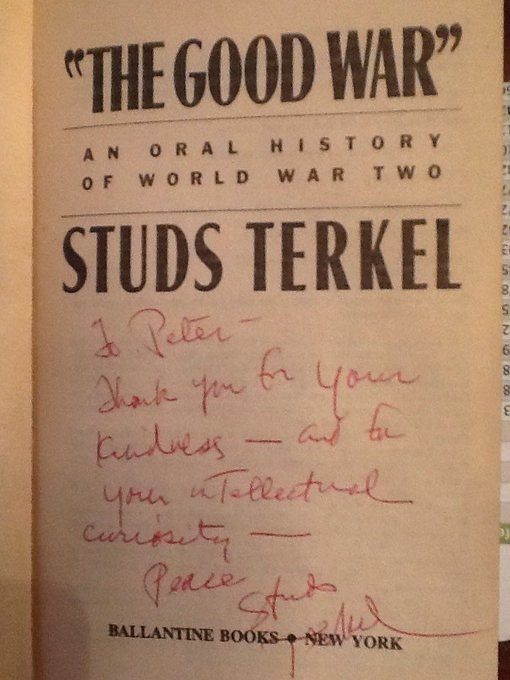 "THE GOOD WAR"
AN ORAL HISTORY
OF WORLD WAR TWO
STUDS TERKEL
To Peter—
Thank you for your
kindness — and for
your intellectual
curiosity —
Peace
Studs
Terkel
BALLANTINE BOOKS • NEW YORK